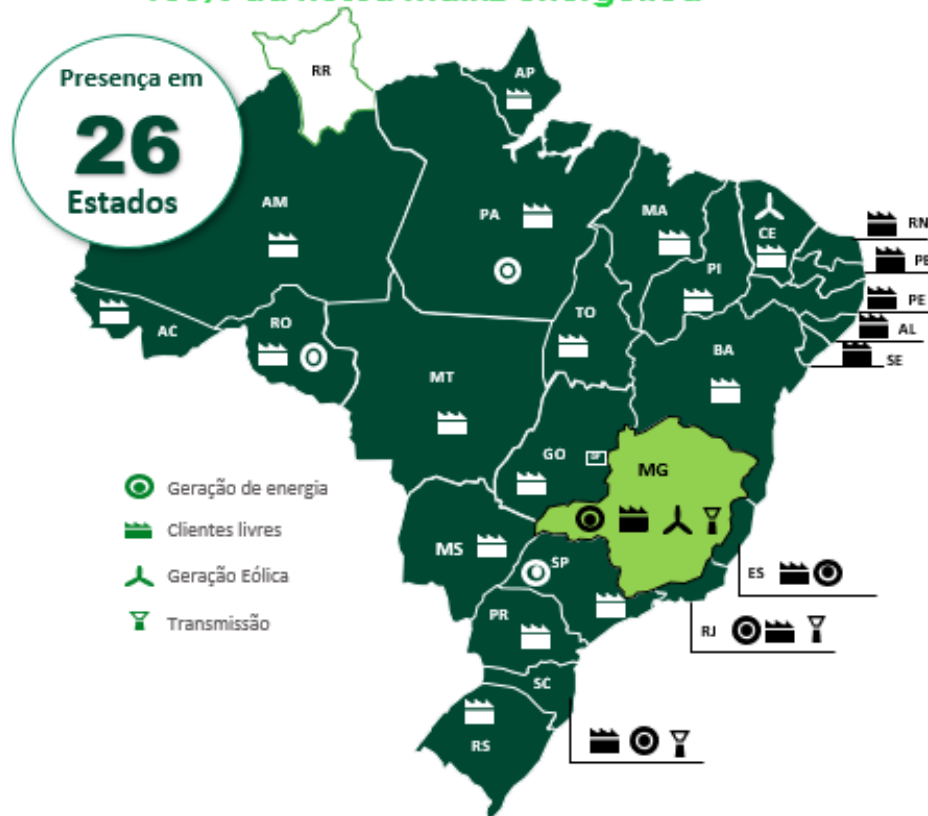 Presença em
26
Estados
RR
AP
AM
PA
MA
CE
RN
PB
PI
PE
TO
AL
AC
RO
BA
SE
MT
GO
DF
MG
Geração de energia
Clientes livres
MS
SP
ES
Geração Eólica
PR
RJ
Transmissão
SC
RS